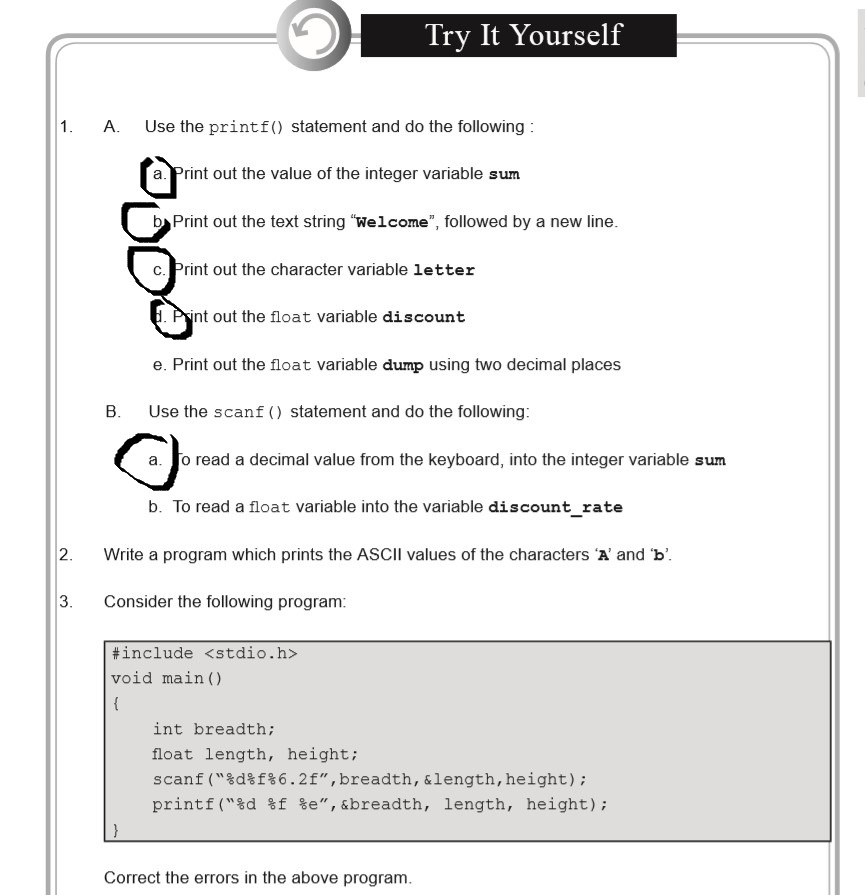 Try It Yourself
1. A. Use the printf() statement and do the following :
a. Print out the value of the integer variable sum
b. Print out the text string “Welcome”, followed by a new line.
c. Print out the character variable letter
d. Print out the float variable discount
e. Print out the float variable dump using two decimal places
B. Use the scanf() statement and do the following:
a. To read a decimal value from the keyboard, into the integer variable sum
b. To read a float variable into the variable discount_rate
2. Write a program which prints the ASCII values of the characters ‘A’ and ‘b’.
3. Consider the following program:
#include <stdio.h>
void main()
{
int breadth;
float length, height;
scanf(“%d%f%6.2f”,breadth,&length,height);
printf(“%d %f %e”,&breadth, length, height);
}
Correct the errors in the above program.